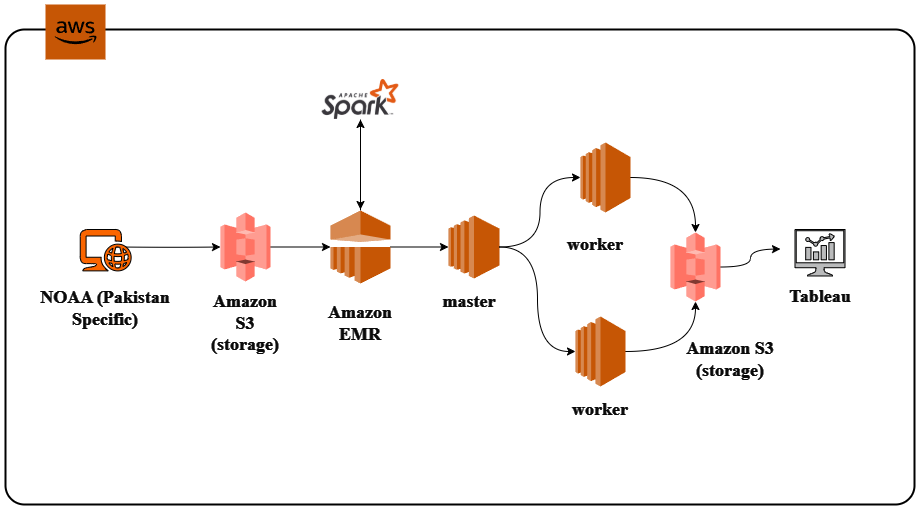 aws
APACHE
Spark
NOAA (Pakistan
Specific)
Amazon
S3
(storage)
Amazon
EMR
master
worker
worker
Amazon S3
(storage)
Tableau